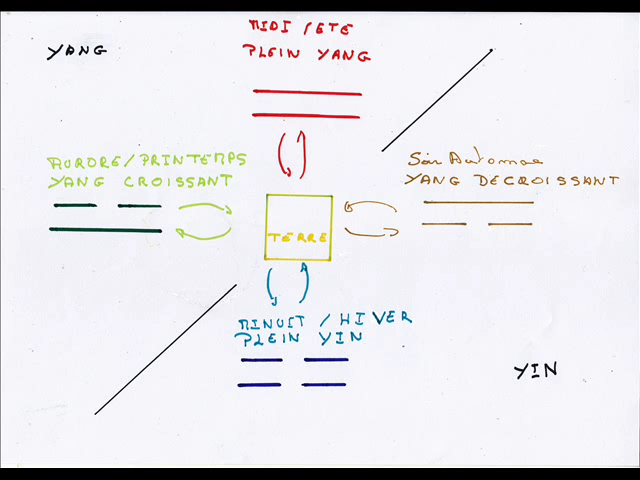 MIDI / ETE
PLEIN YANG
YANG
AURORE/PRINTEMPS
YANG CROISSANT
Soir Automne
YANG DECROISSANT
TERRE
MINUIT / HIVER
PLEIN YIN
YIN